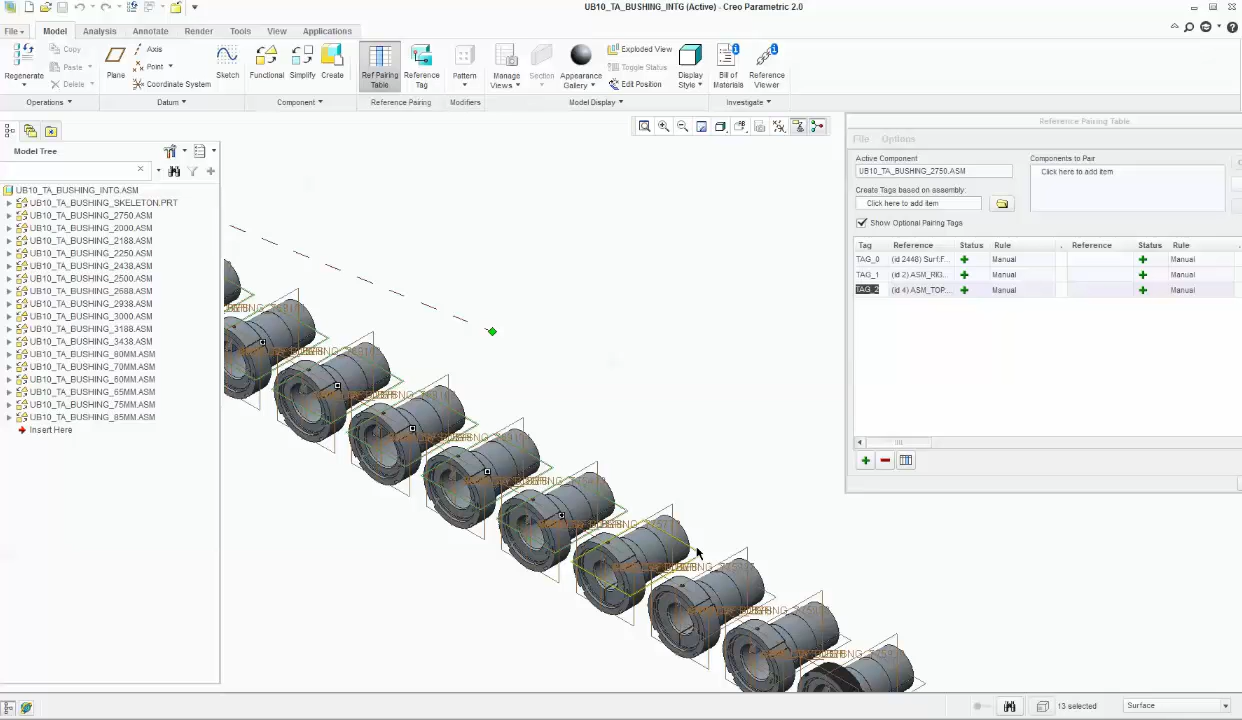 UB10_TA_BUSHING_INTG (Active) - Creo Parametric 2.0
File Model Analysis Annotate Render Tools View Applications
Regenerate
Copy
Paste
Delete
Operations
Plane
Axis
Point
Coordinate System
Sketch
Datum
Functional
Simplify
Create
Component
Ref Pairing Table
Reference Tag
Reference Pairing
Pattern
Modifiers
Manage Views
Section
Appearance Gallery
Exploded View
Toggle Status
Edit Position
Display Style
Model Display
Bill of Materials
Reference Viewer
Investigate
Model Tree
UB10_TA_BUSHING_INTG.ASM
UB10_TA_BUSHING_SKELETON.PRT
UB10_TA_BUSHING_2750.ASM
UB10_TA_BUSHING_2000.ASM
UB10_TA_BUSHING_2188.ASM
UB10_TA_BUSHING_2250.ASM
UB10_TA_BUSHING_2438.ASM
UB10_TA_BUSHING_2500.ASM
UB10_TA_BUSHING_2688.ASM
UB10_TA_BUSHING_2938.ASM
UB10_TA_BUSHING_3000.ASM
UB10_TA_BUSHING_3188.ASM
UB10_TA_BUSHING_3438.ASM
UB10_TA_BUSHING_80MM.ASM
UB10_TA_BUSHING_70MM.ASM
UB10_TA_BUSHING_60MM.ASM
UB10_TA_BUSHING_65MM.ASM
UB10_TA_BUSHING_75MM.ASM
UB10_TA_BUSHING_85MM.ASM
Insert Here
Reference Pairing Table
File Options
Active Component
UB10_TA_BUSHING_2750.ASM
Components to Pair
Click here to add item
Create Tags based on assembly:
Click here to add item
Show Optional Pairing Tags
Tag Reference Status Rule . Reference Status Rule
TAG_0 (id 2448) Surf:F... Manual Manual
TAG_1 (id 2) ASM_RIG... Manual Manual
TAG_2 (id 4) ASM_TOP... Manual Manual
13 selected
Surface